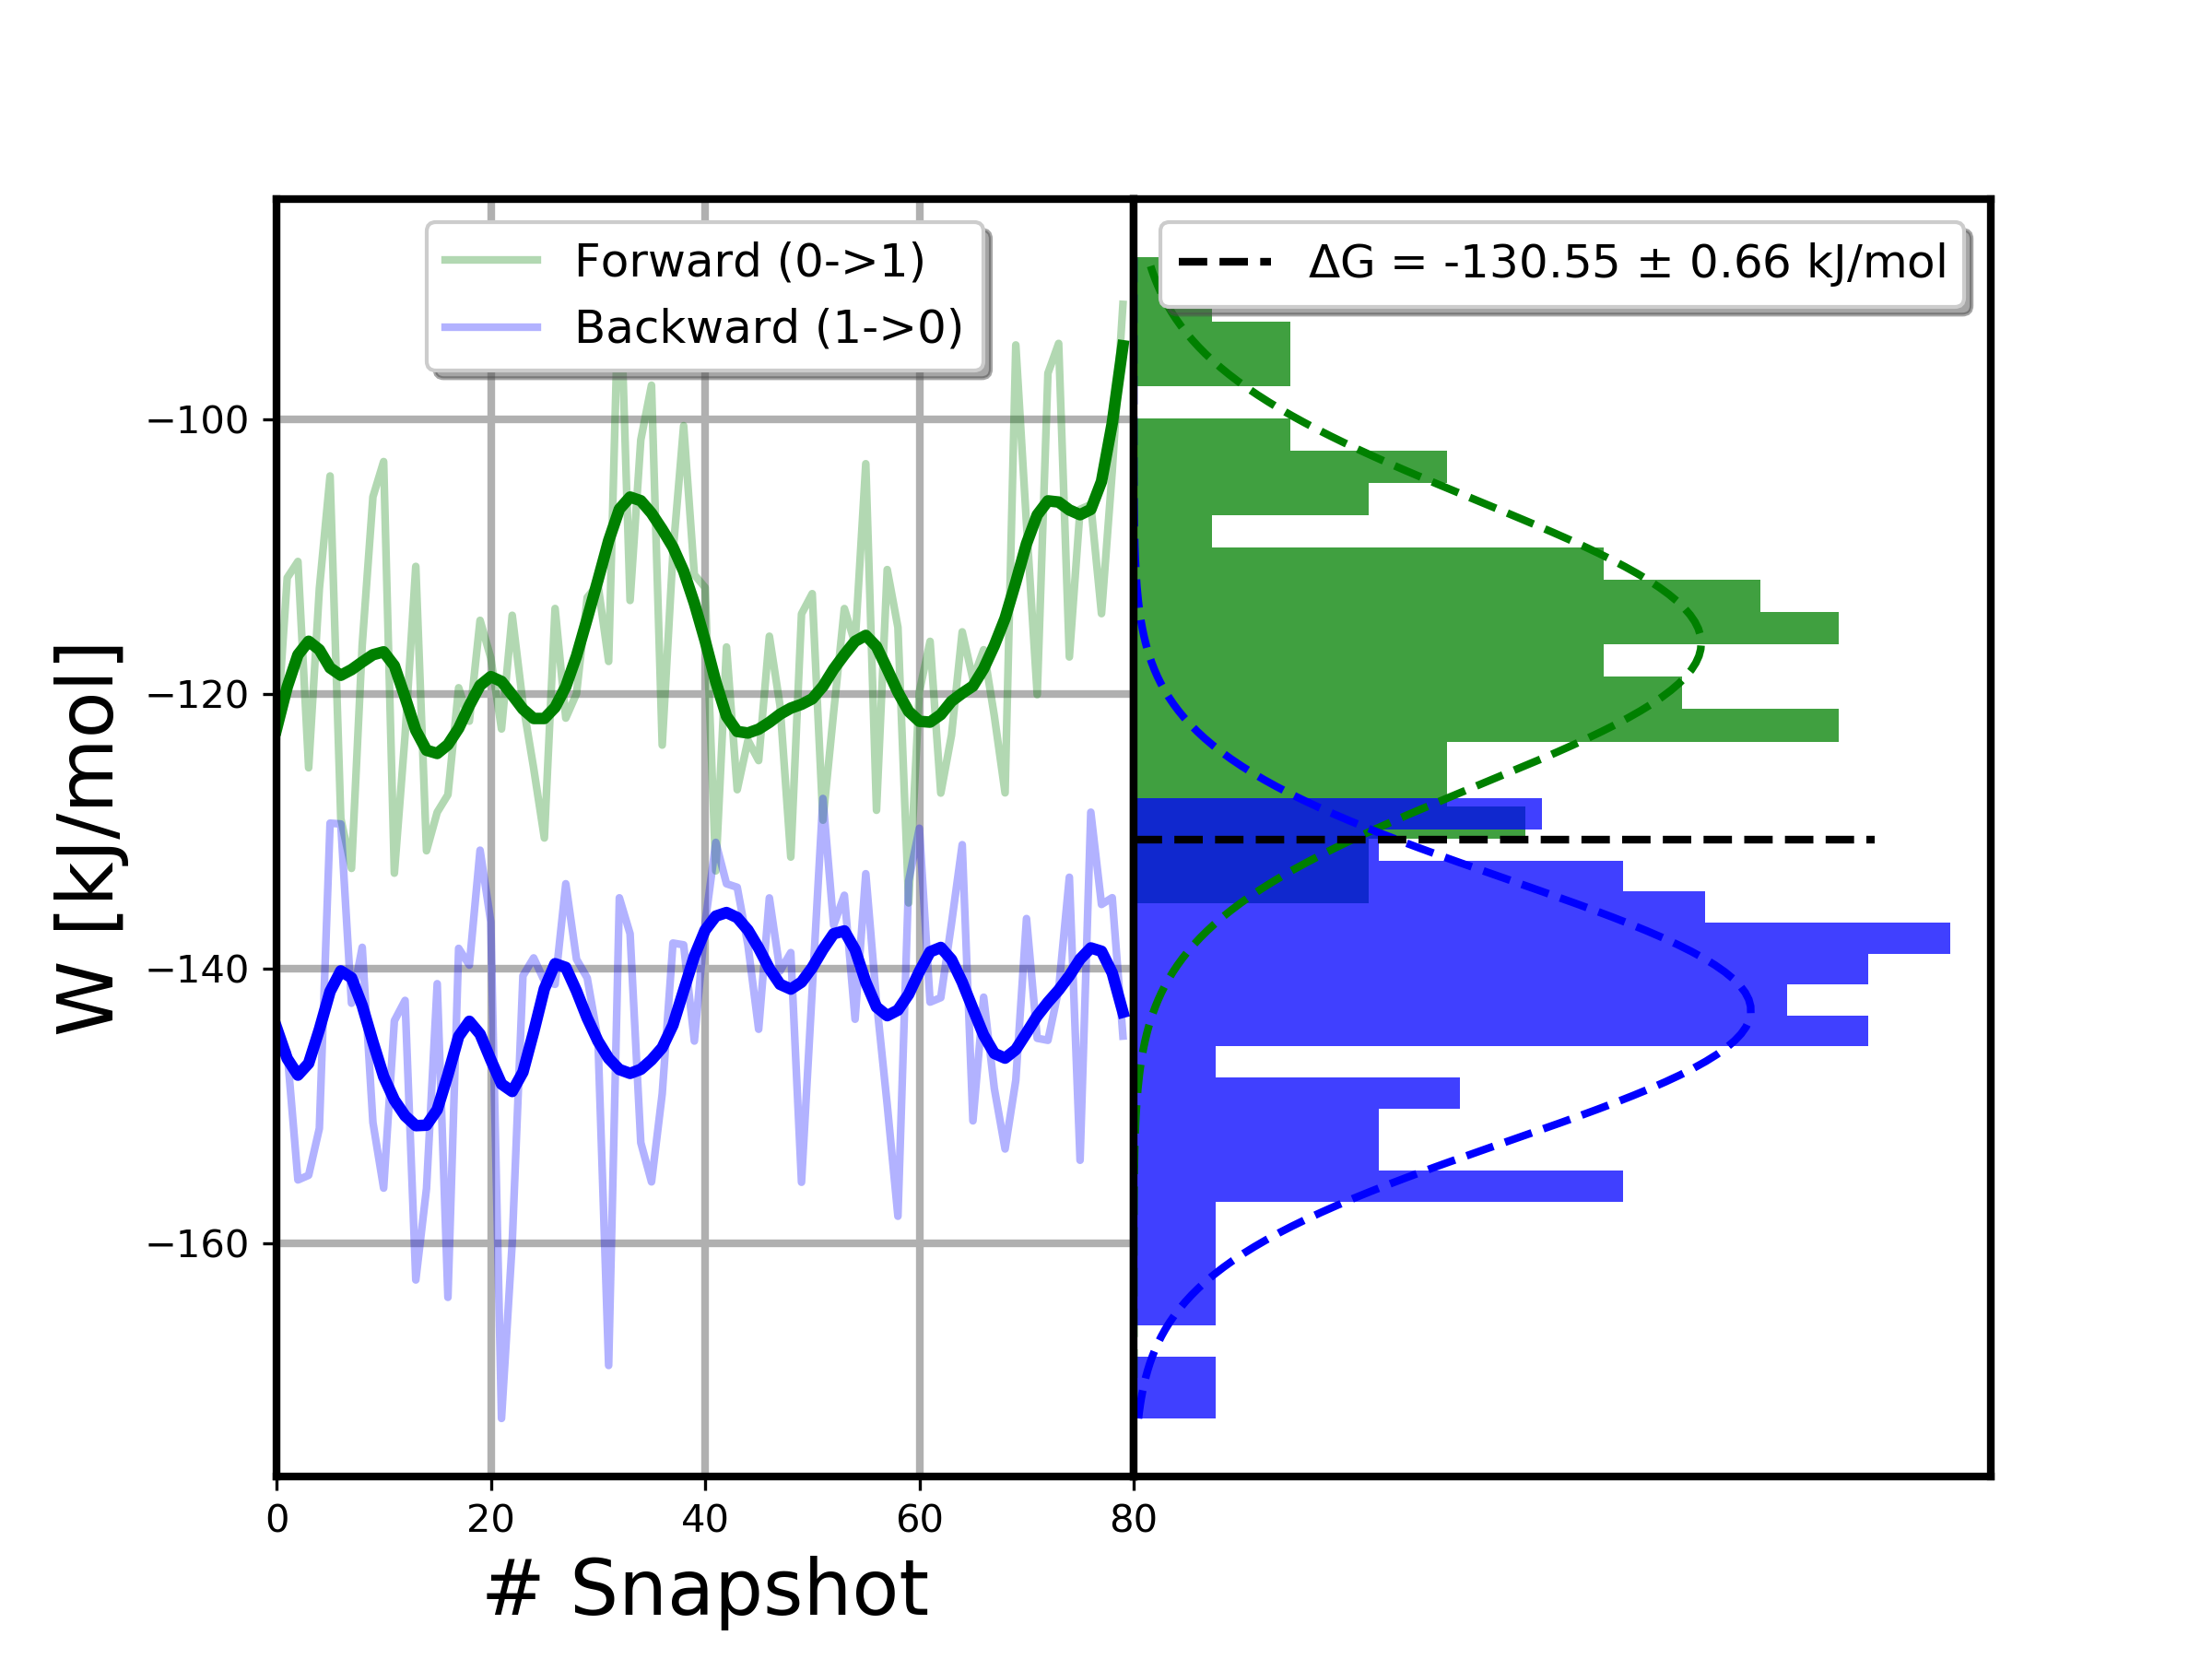 Forward (0->1)
Backward (1->0)
ΔG = -130.55 ± 0.66 kJ/mol
W [kJ/mol]
−100
−120
−140
−160
0 20 40 60 80
# Snapshot